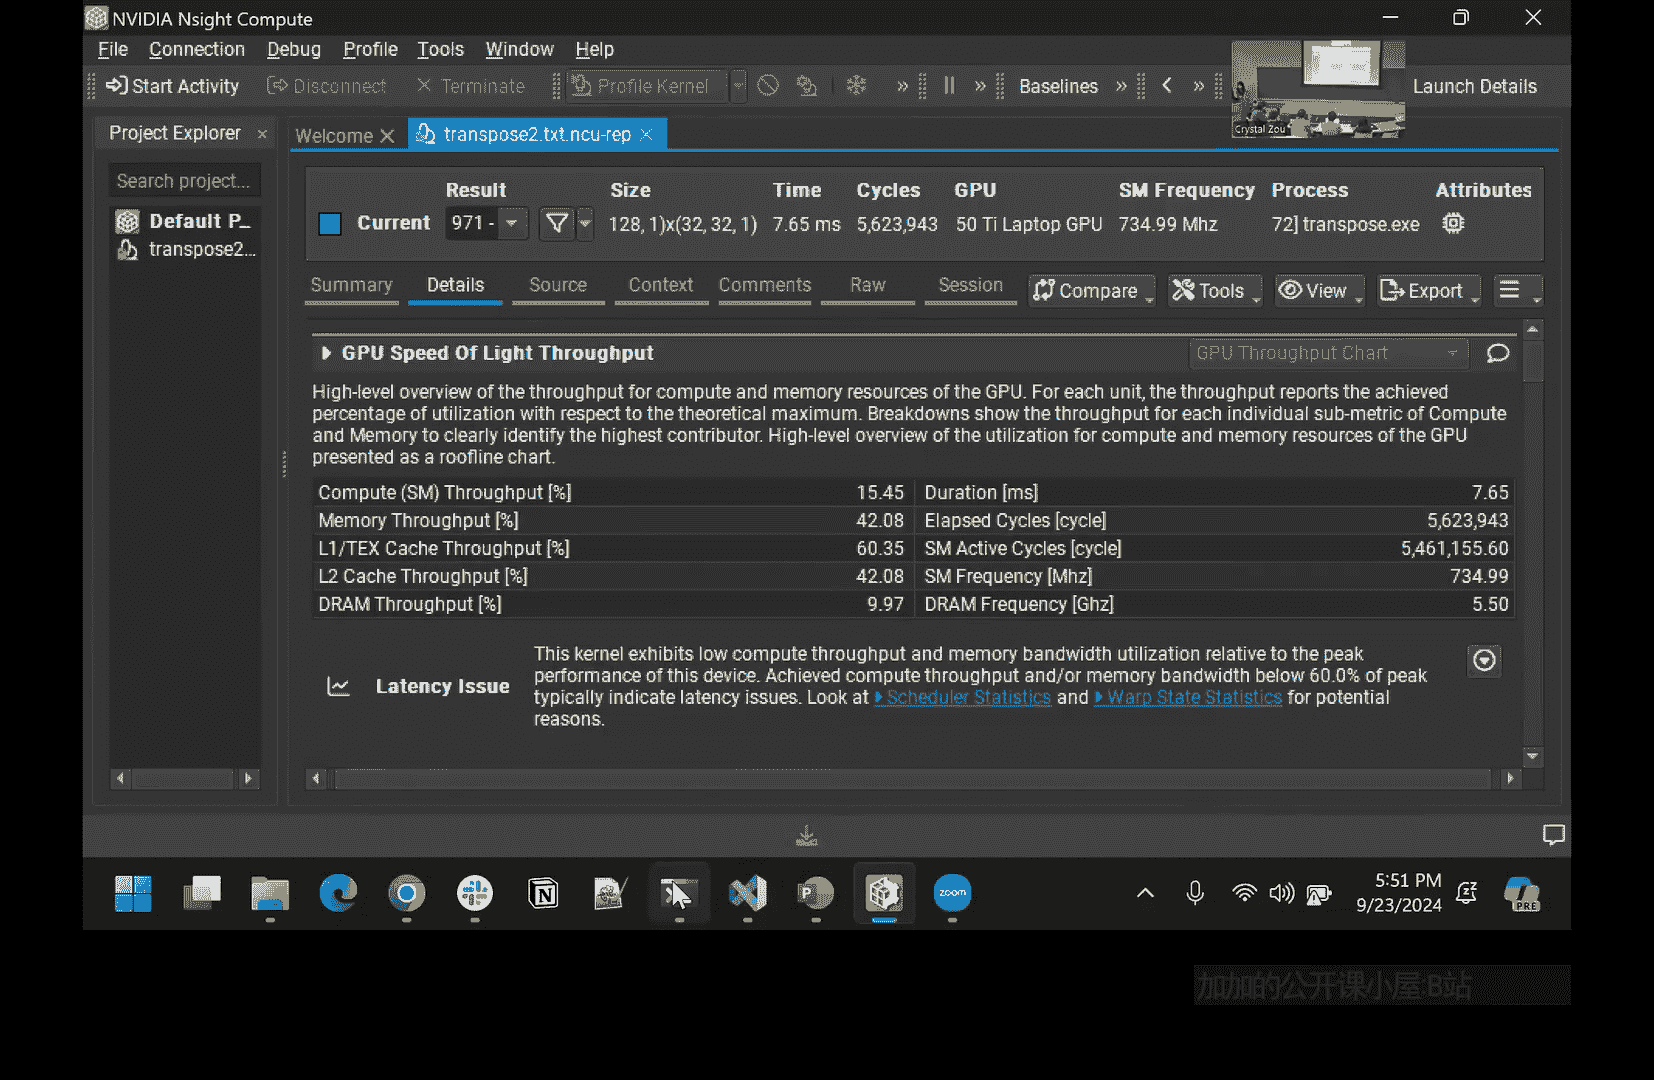 NVIDIA Nsight Compute
File Connection Debug Profile Tools Window Help
Start Activity Disconnect Terminate Profile Kernel » » Baselines » » Launch Details
Crystal Zou
Project Explorer
Welcome transpose2.txt.ncu-rep
Search project...
Result Size Time Cycles GPU SM Frequency Process Attributes
Current 971 - 128, 1)x(32, 32, 1) 7.65 ms 5,623,943 50 Ti Laptop GPU 734.99 Mhz 72] transpose.exe
Default P...
transpose2...
Summary Details Source Context Comments Raw Session Compare Tools View Export
GPU Speed Of Light Throughput GPU Throughput Chart
High-level overview of the throughput for compute and memory resources of the GPU. For each unit, the throughput reports the achieved
percentage of utilization with respect to the theoretical maximum. Breakdowns show the throughput for each individual sub-metric of Compute
and Memory to clearly identify the highest contributor. High-level overview of the utilization for compute and memory resources of the GPU
presented as a roofline chart.
Compute (SM) Throughput [%] 15.45 Duration [ms] 7.65
Memory Throughput [%] 42.08 Elapsed Cycles [cycle] 5,623,943
L1/TEX Cache Throughput [%] 60.35 SM Active Cycles [cycle] 5,461,155.60
L2 Cache Throughput [%] 42.08 SM Frequency [Mhz] 734.99
DRAM Throughput [%] 9.97 DRAM Frequency [Ghz] 5.50
Latency Issue
This kernel exhibits low compute throughput and memory bandwidth utilization relative to the peak
performance of this device. Achieved compute throughput and/or memory bandwidth below 60.0% of peak
typically indicate latency issues. Look at Scheduler Statistics and Warp State Statistics for potential
reasons.
zoom
5:51 PM
9/23/2024
PRE
加加的公开课小屋:B站